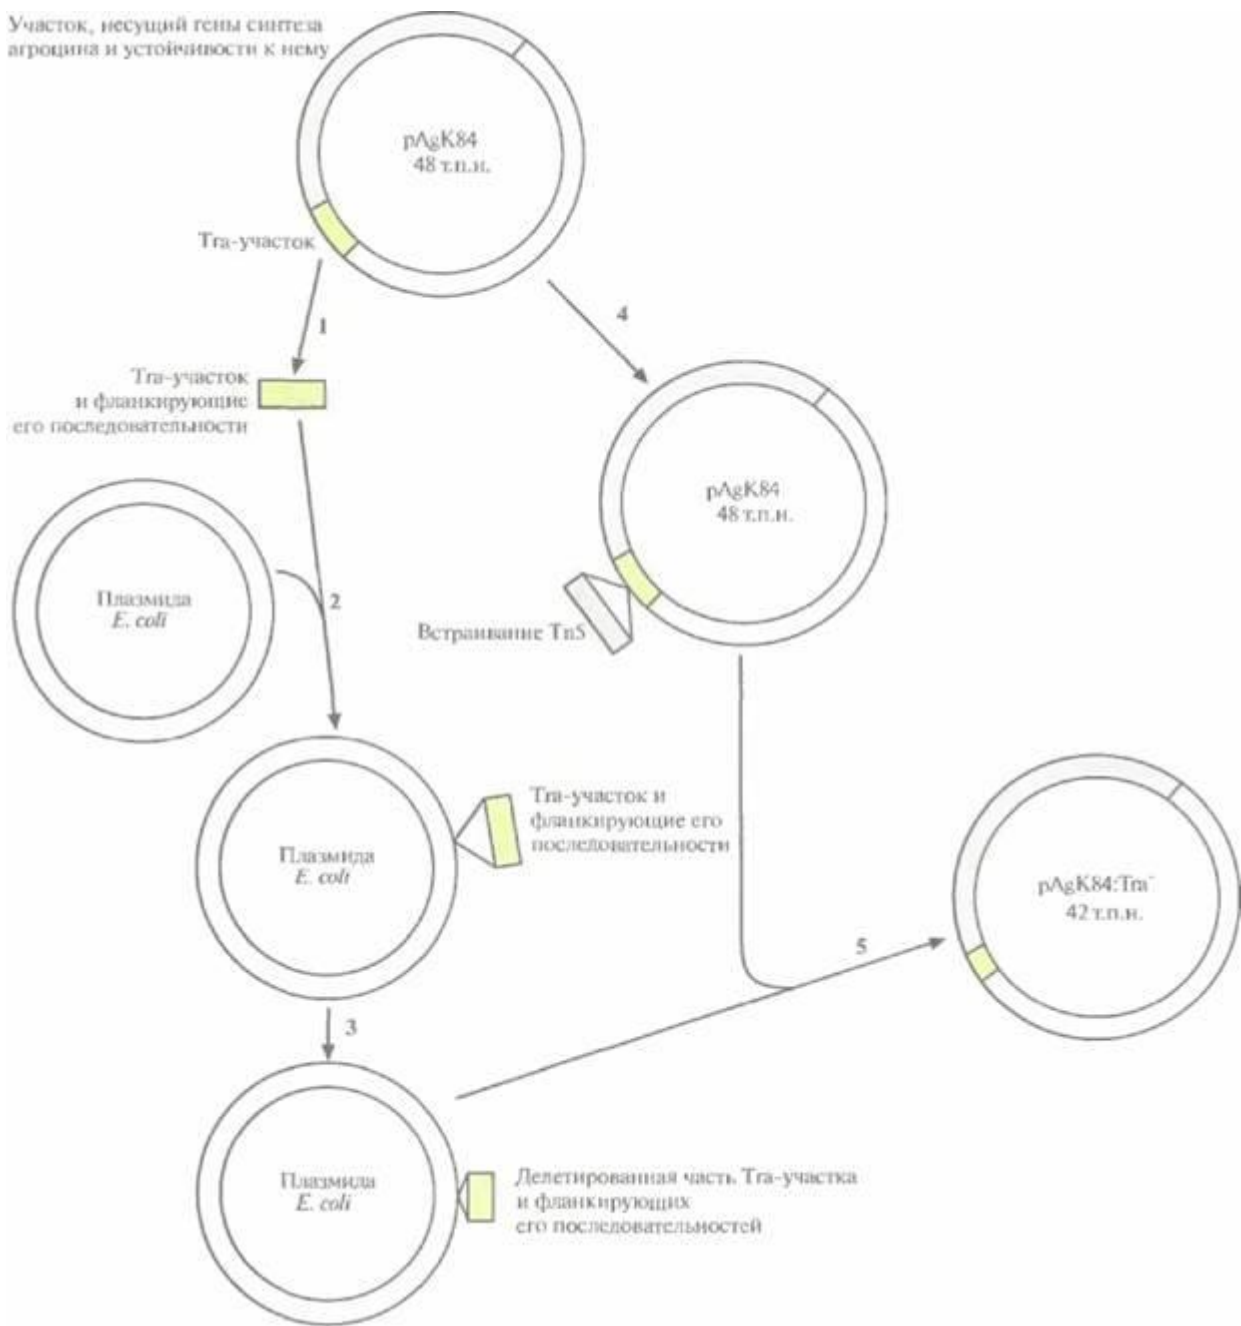 Участок, несущий гены синтеза
агроцина и устойчивости к нему
pAgK84
48 т.п.н.
Tra-участок
1
4
Tra-участок
и фланкирующие
его последовательности
pAgK84
48 т.п.н.
Плазмида
E. coli
2
Встраивание Tn5
Tra-участок и
фланкирующие его
последовательности
Плазмида
E. coli
pAgK84:Tra⁻
42 т.п.н.
5
3
Плазмида
E. coli
Делетированная часть Tra-участка
и фланкирующих
его последовательностей